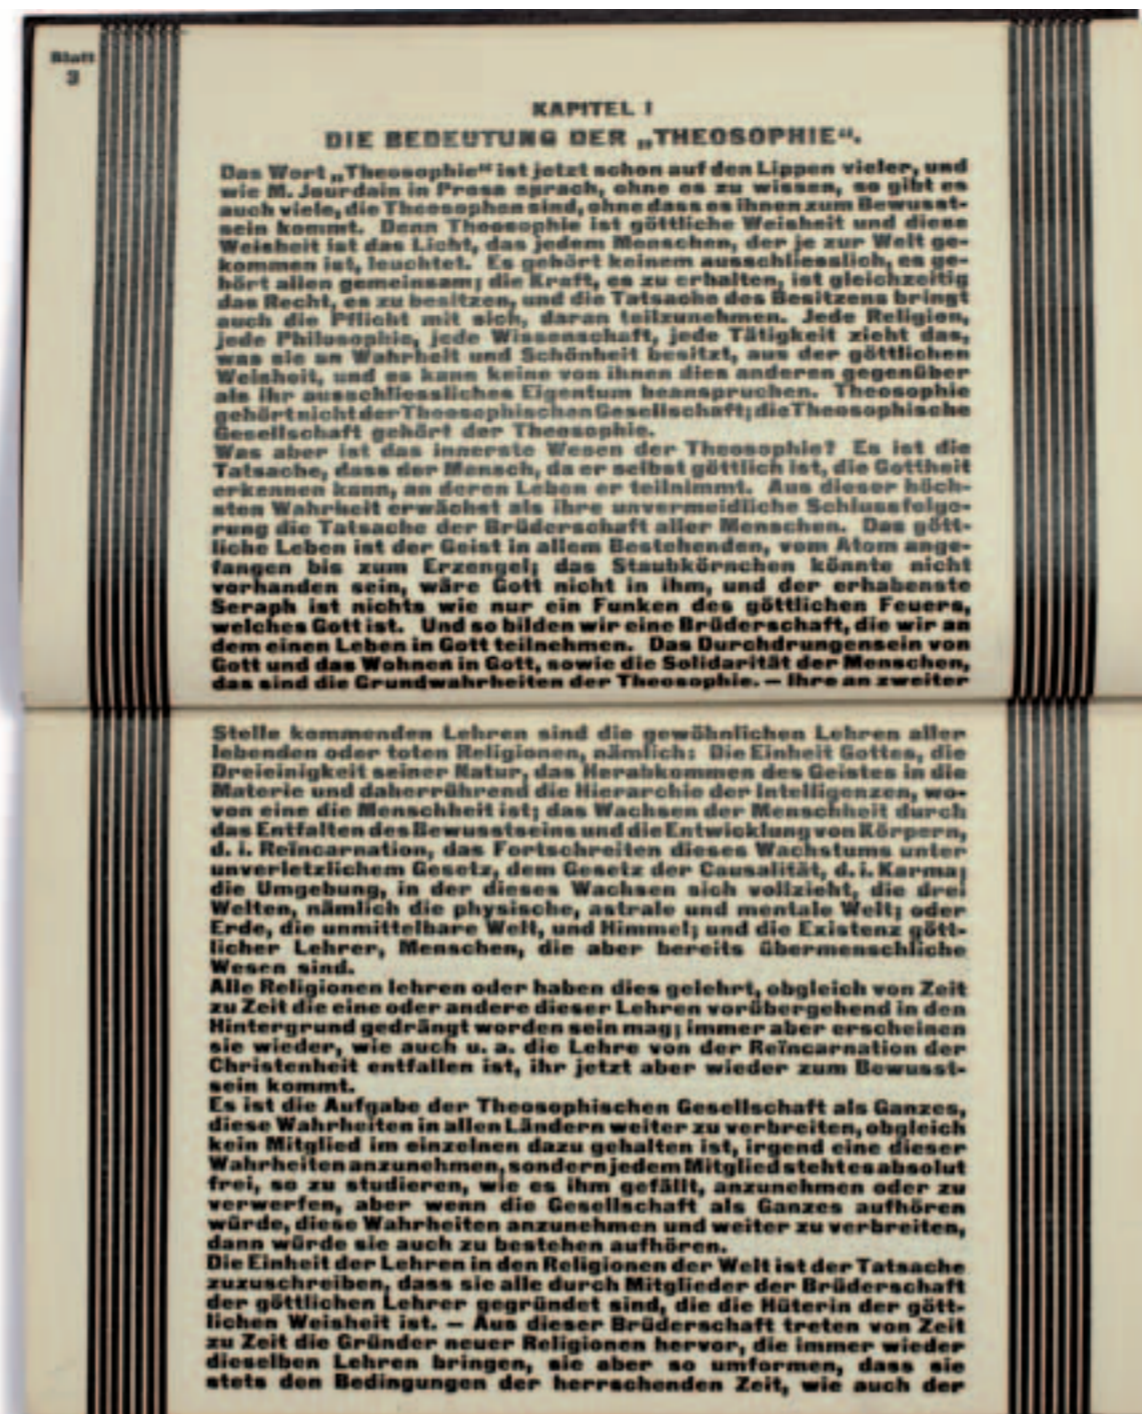 Blatt
3
KAPITEL I
DIE BEDEUTUNG DER „THEOSOPHIE“.
Das Wort „Theosophie“ ist jetzt schon auf den Lippen vieler, und
wie M. Jourdain in Prosa sprach, ohne es zu wissen, so gibt es
auch viele, die Theosophen sind, ohne dass es ihnen zum Bewusst-
sein kommt. Denn Theosophie ist göttliche Weisheit und diese
Weisheit ist das Licht, das jedem Menschen, der je zur Welt ge-
kommen ist, leuchtet. Es gehört keinem ausschliesslich, es ge-
hört allen gemeinsam; die Kraft, es zu erhalten, ist gleichzeitig
das Recht, es zu besitzen, und die Tatsache des Besitzens bringt
auch die Pflicht mit sich, daran teilzunehmen. Jede Religion,
jede Philosophie, jede Wissenschaft, jede Tätigkeit zieht das,
was sie an Wahrheit und Schönheit besitzt, aus der göttlichen
Weisheit, und es kann keine von ihnen dies anderen gegenüber
als ihr ausschliessliches Eigentum beanspruchen. Theosophie
gehört nicht der Theosophischen Gesellschaft; die Theosophische
Gesellschaft gehört der Theosophie.
Was aber ist das innerste Wesen der Theosophie? Es ist die
Tatsache, dass der Mensch, da er selbst göttlich ist, die Gottheit
erkennen kann, an deren Leben er teilnimmt. Aus dieser höch-
sten Wahrheit erwächst als ihre unvermeidliche Schlussfolge-
rung die Tatsache der Brüderschaft aller Menschen. Das gött-
liche Leben ist der Geist in allem Bestehenden, vom Atom ange-
fangen bis zum Erzengel; das Staubkörnchen könnte nicht
vorhanden sein, wäre Gott nicht in ihm, und der erhabenste
Seraph ist nichts wie nur ein Funken des göttlichen Feuers,
welches Gott ist. Und so bilden wir eine Brüderschaft, die wir an
dem einen Leben in Gott teilnehmen. Das Durchdrungensein von
Gott und das Wohnen in Gott, sowie die Solidarität der Menschen,
das sind die Grundwahrheiten der Theosophie. — Ihre an zweiter
Stelle kommenden Lehren sind die gewöhnlichen Lehren aller
lebenden oder toten Religionen, nämlich: Die Einheit Gottes, die
Dreieinigkeit seiner Natur, das Herabkommen des Geistes in die
Materie und daherrührend die Hierarchie der Intelligenzen, wo-
von eine die Menschheit ist; das Wachsen der Menschheit durch
das Entfalten des Bewusstseins und die Entwicklung von Körpern,
d. i. Reïncarnation, das Fortschreiten dieses Wachstums unter
unverletzlichem Gesetz, dem Gesetz der Causalität, d. i. Karma;
die Umgebung, in der dieses Wachsen sich vollzieht, die drei
Welten, nämlich die physische, astrale und mentale Welt; oder
Erde, die unmittelbare Welt, und Himmel; und die Existenz gött-
licher Lehrer, Menschen, die aber bereits übermenschliche
Wesen sind.
Alle Religionen lehren oder haben dies gelehrt, obgleich von Zeit
zu Zeit die eine oder andere dieser Lehren vorübergehend in den
Hintergrund gedrängt worden sein mag; immer aber erscheinen
sie wieder, wie auch u. a. die Lehre von der Reïncarnation der
Christenheit entfallen ist, ihr jetzt aber wieder zum Bewusst-
sein kommt.
Es ist die Aufgabe der Theosophischen Gesellschaft als Ganzes,
diese Wahrheiten in allen Ländern weiter zu verbreiten, obgleich
kein Mitglied im einzelnen dazu gehalten ist, irgend eine dieser
Wahrheiten anzunehmen, sondern jedem Mitglied steht es absolut
frei, so zu studieren, wie es ihm gefällt, anzunehmen oder zu
verwerfen, aber wenn die Gesellschaft als Ganzes aufhören
würde, diese Wahrheiten anzunehmen und weiter zu verbreiten,
dann würde sie auch zu bestehen aufhören.
Die Einheit der Lehren in den Religionen der Welt ist der Tatsache
zuzuschreiben, dass sie alle durch Mitglieder der Brüderschaft
der göttlichen Lehrer gegründet sind, die die Hüterin der gött-
lichen Weisheit ist. — Aus dieser Brüderschaft treten von Zeit
zu Zeit die Gründer neuer Religionen hervor, die immer wieder
dieselben Lehren bringen, sie aber so umformen, dass sie
stets den Bedingungen der herrschenden Zeit, wie auch der